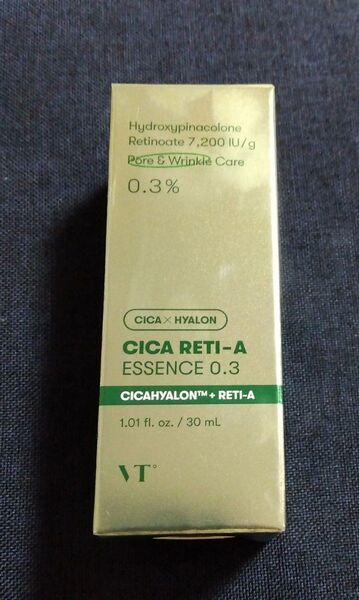 Hydroxypinacolone
Retinoate 7,200 IU/g
Pore & Wrinkle Care
0.3%
CICA × HYALON
CICA RETI-A
ESSENCE 0.3
CICAHYALON™ + RETI-A
1.01 fl. oz. / 30 mL
VT°